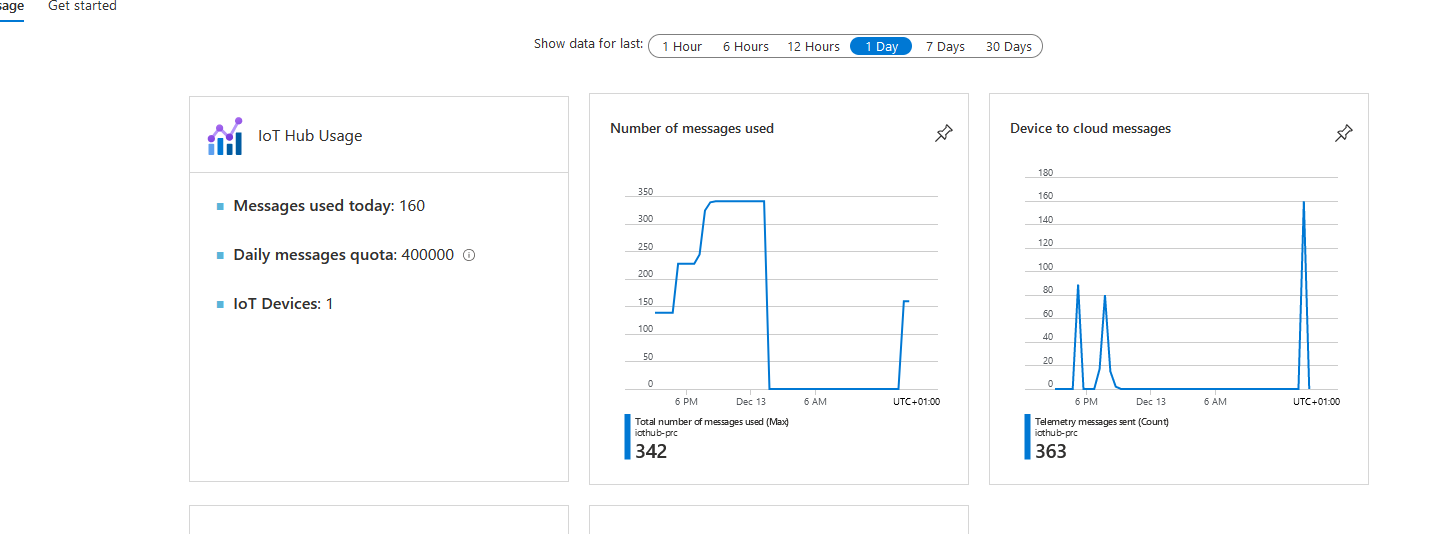 sage Get started
Show data for last: 1 Hour 6 Hours 12 Hours 1 Day 7 Days 30 Days
IoT Hub Usage
Messages used today: 160
Daily messages quota: 400000
IoT Devices: 1
Number of messages used
350
300
250
200
150
100
50
0
6 PM Dec 13 6 AM UTC+01:00
Total number of messages used (Max)
iothub-prc
342
Device to cloud messages
180
160
140
120
100
80
60
40
20
0
6 PM Dec 13 6 AM UTC+01:00
Telemetry messages sent (Count)
iothub-prc
363